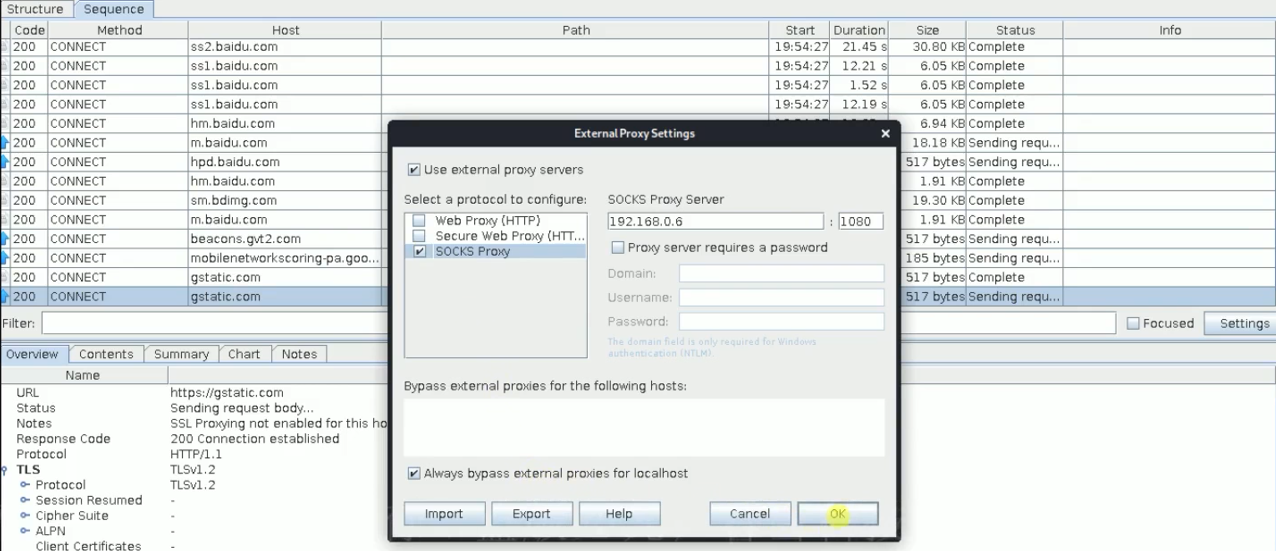 Structure Sequence
Code Method Host Path Start Duration Size Status Info
200 CONNECT ss2.baidu.com 19:54:27 21.45 s 30.80 KB Complete
200 CONNECT ss1.baidu.com 19:54:27 12.21 s 6.05 KB Complete
200 CONNECT ss1.baidu.com 19:54:27 1.52 s 6.05 KB Complete
200 CONNECT ss1.baidu.com 19:54:27 12.19 s 6.05 KB Complete
200 CONNECT hm.baidu.com 6.94 KB Complete
200 CONNECT m.baidu.com 18.18 KB Sending requ...
200 CONNECT hpd.baidu.com 517 bytes Sending requ...
200 CONNECT hm.baidu.com 1.91 KB Complete
200 CONNECT sm.bdimg.com 19.30 KB Complete
200 CONNECT m.baidu.com 1.91 KB Complete
200 CONNECT beacons.gvt2.com 517 bytes Sending requ...
200 CONNECT mobilenetworkscoring-pa.goo... 185 bytes Sending requ...
200 CONNECT gstatic.com 517 bytes Complete
200 CONNECT gstatic.com 517 bytes Sending requ...
Filter: Focused Settings
Overview Contents Summary Chart Notes
Name
URL https://gstatic.com
Status Sending request body...
Notes SSL Proxying not enabled for this ho
Response Code 200 Connection established
Protocol HTTP/1.1
TLS TLSv1.2
Protocol TLSv1.2
Session Resumed -
Cipher Suite -
ALPN -
Client Certificates -
External Proxy Settings
Use external proxy servers
Select a protocol to configure:
Web Proxy (HTTP)
Secure Web Proxy (HTT...
SOCKS Proxy
SOCKS Proxy Server
192.168.0.6 : 1080
Proxy server requires a password
Domain:
Username:
Password:
The domain field is only required for Windows
authentication (NTLM).
Bypass external proxies for the following hosts:
Always bypass external proxies for localhost
Import Export Help Cancel OK